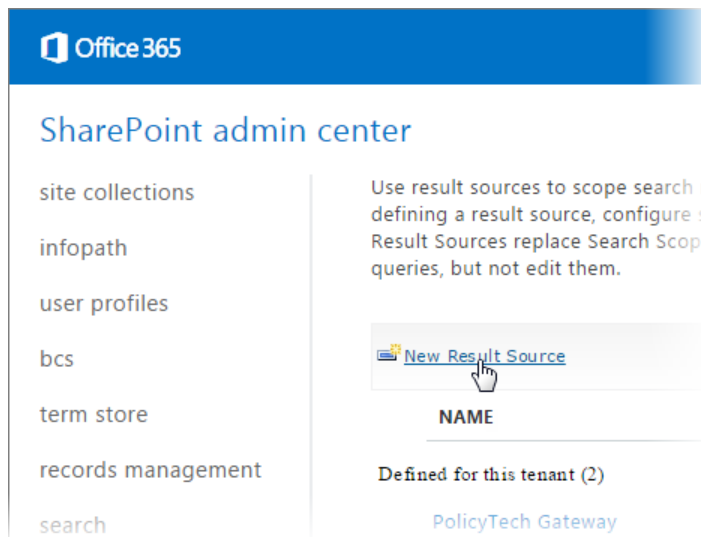 Office 365
SharePoint admin center
site collections
infopath
user profiles
bcs
term store
records management
search
Use result sources to scope search
defining a result source, configure
Result Sources replace Search Scop
queries, but not edit them.
New Result Source
NAME
Defined for this tenant (2)
PolicyTech Gateway